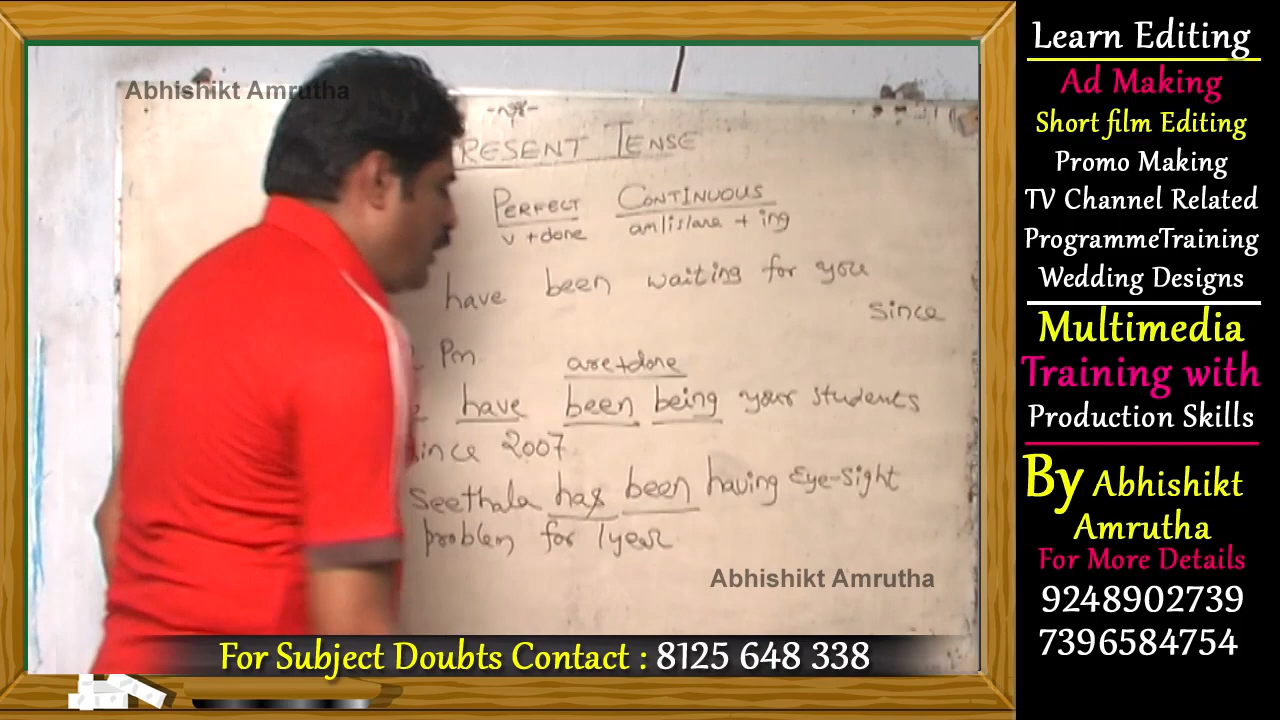 Abhishikt Amrutha
RESENT TENSE
PERFECT CONTINUOUS
v + done am/is/are + ing
have been waiting for you
since
Pm are+done
have been being your students
ince 2007
Seethala has been having Eye-sight
problem for 1 year
Abhishikt Amrutha
For Subject Doubts Contact : 8125 648 338
Learn Editing
Ad Making
Short film Editing
Promo Making
TV Channel Related
ProgrammeTraining
Wedding Designs
Multimedia
Training with
Production Skills
By Abhishikt
Amrutha
For More Details
9248902739
7396584754